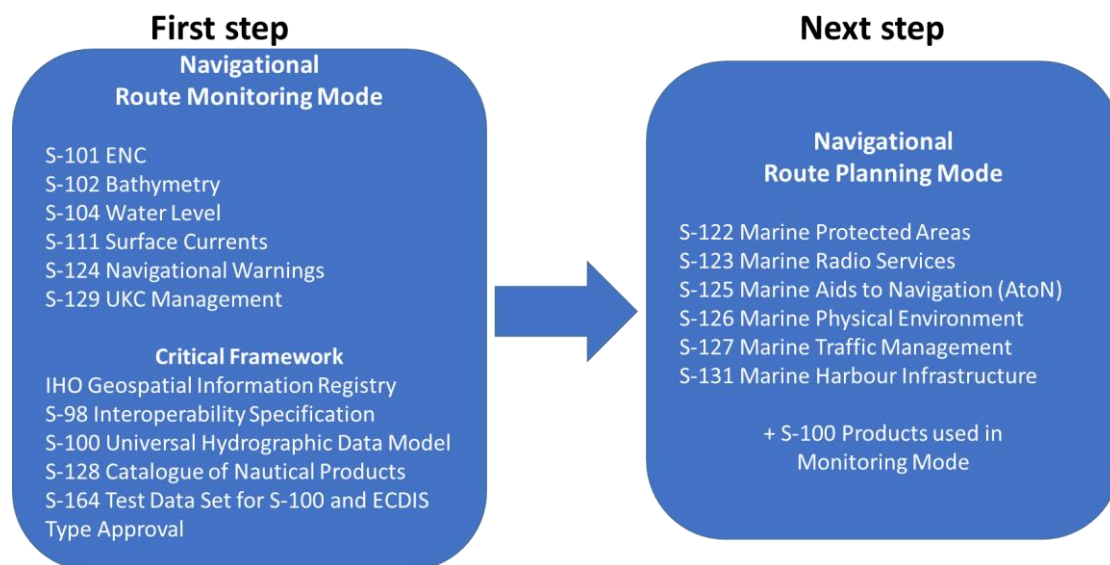 First step
Navigational
Route Monitoring Mode
S-101 ENC
S-102 Bathymetry
S-104 Water Level
S-111 Surface Currents
S-124 Navigational Warnings
S-129 UKC Management
Critical Framework
IHO Geospatial Information Registry
S-98 Interoperability Specification
S-100 Universal Hydrographic Data Model
S-128 Catalogue of Nautical Products
S-164 Test Data Set for S-100 and ECDIS
Type Approval
Next step
Navigational
Route Planning Mode
S-122 Marine Protected Areas
S-123 Marine Radio Services
S-125 Marine Aids to Navigation (AtoN)
S-126 Marine Physical Environment
S-127 Marine Traffic Management
S-131 Marine Harbour Infrastructure
+ S-100 Products used in
Monitoring Mode